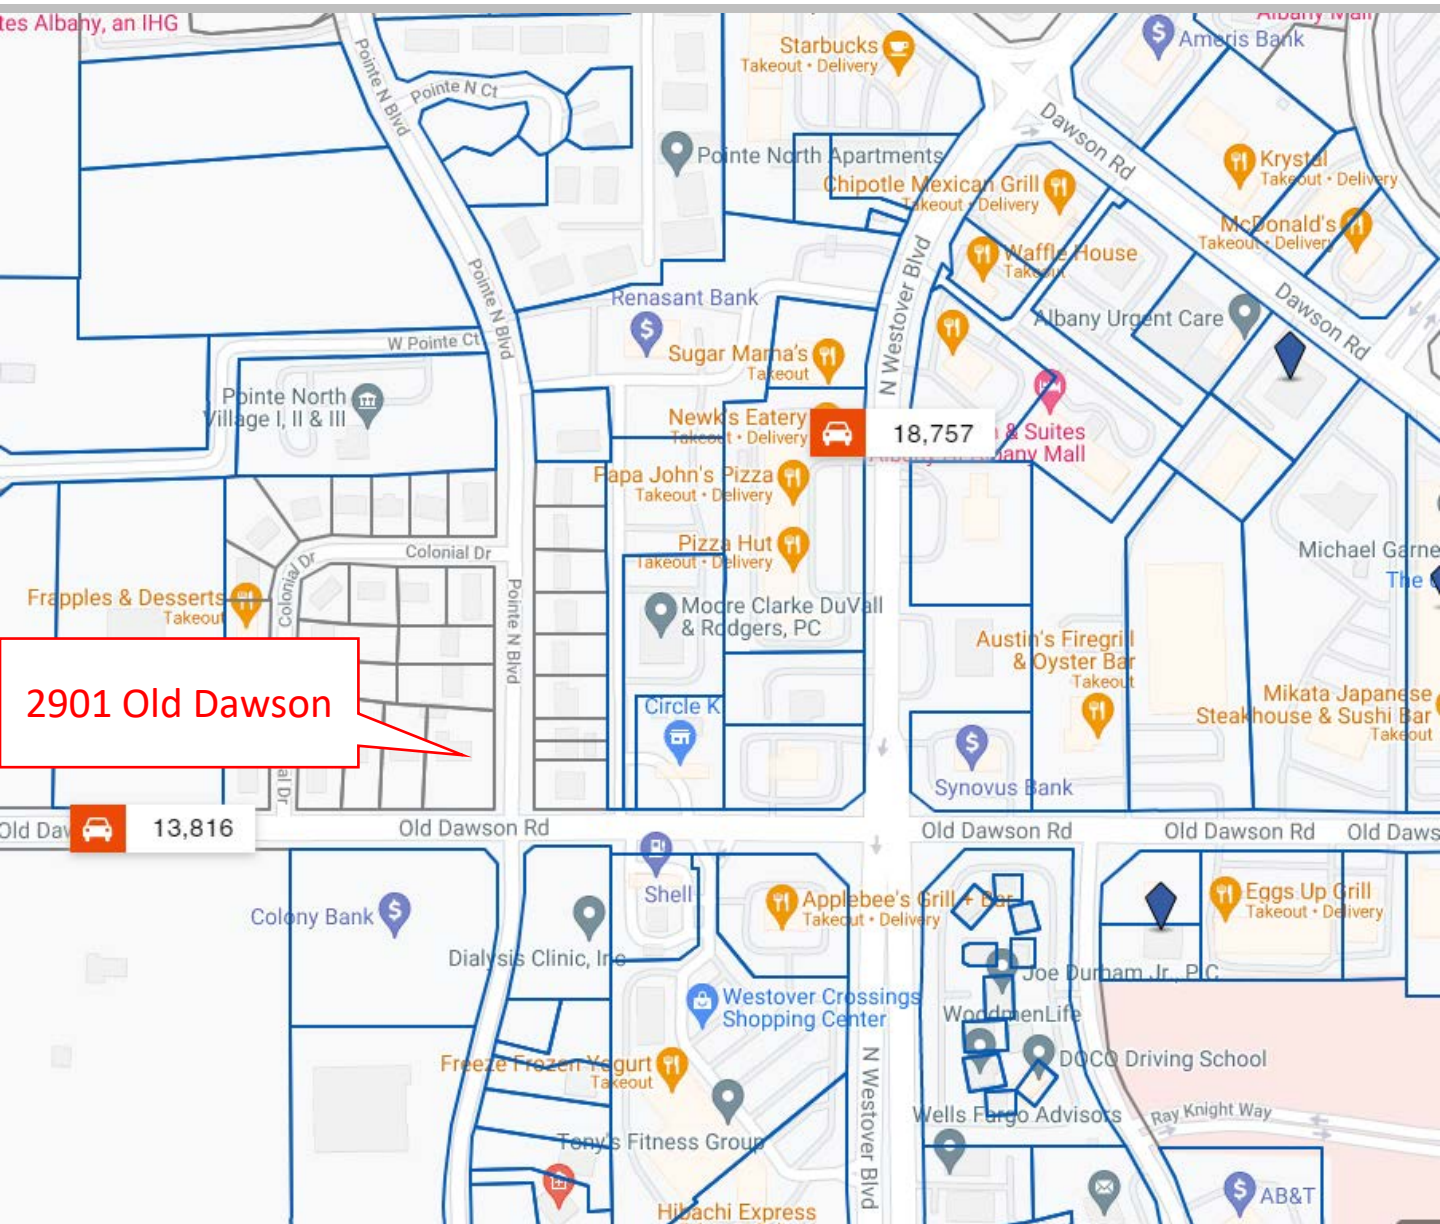 tes Albany, an IHG
Albany Mall
Starbucks
Takeout • Delivery
Ameris Bank
Pointe N Blvd
Pointe N Ct
Dawson Rd
Pointe North Apartments
Krystal
Takeout • Delivery
Chipotle Mexican Grill
Takeout • Delivery
McDonald's
Takeout • Delivery
Waffle House
Takeout
Pointe N Blvd
N Westover Blvd
Renasant Bank
Dawson Rd
Albany Urgent Care
W Pointe Ct
Sugar Mama's
Takeout
Pointe North
Village I, II & III
Newk's Eatery
Takeout • Delivery
18,757
& Suites
Albany Mall
Papa John's Pizza
Takeout • Delivery
Colonial Dr
Pizza Hut
Takeout • Delivery
Michael Garne
The
Colonial Dr
Frapples & Desserts
Takeout
Pointe N Blvd
Moore Clarke DuVall
& Rodgers, PC
Austin's Firegrill
& Oyster Bar
Takeout
2901 Old Dawson
Circle K
Mikata Japanese
Steakhouse & Sushi Bar
Takeout
al Dr
Synovus Bank
Old Daw
13,816
Old Dawson Rd
Old Dawson Rd
Old Dawson Rd
Old Daws
Shell
Colony Bank
Applebee's Grill + Bar
Takeout • Delivery
Eggs Up Grill
Takeout • Delivery
Dialysis Clinic, Inc
Joe Durham Jr., P.C.
Westover Crossings
Shopping Center
WoodmenLife
Freeze Frozen Yogurt
Takeout
DOCO Driving School
N Westover Blvd
Wells Fargo Advisors
Ray Knight Way
Tony's Fitness Group
AB&T
Hibachi Express